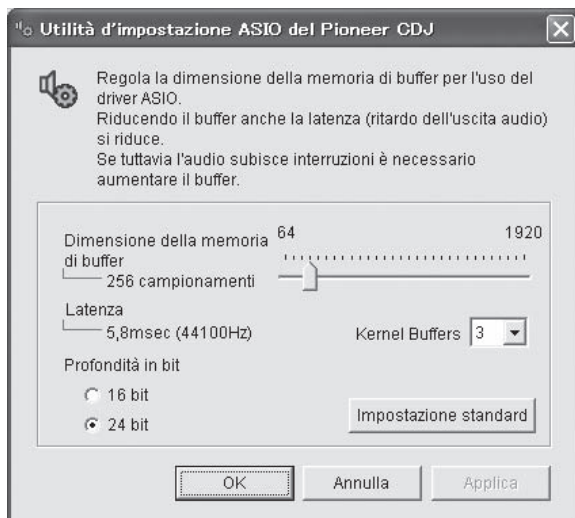 Utilità d'impostazione ASIO del Pioneer CDJ
Regola la dimensione della memoria di buffer per l'uso del
driver ASIO.
Riducendo il buffer anche la latenza (ritardo dell'uscita audio)
si riduce.
Se tuttavia l'audio subisce interruzioni è necessario
aumentare il buffer.
64 1920
Dimensione della memoria
di buffer
256 campionamenti
Latenza
5,8msec (44100Hz)
Kernel Buffers 3
Profondità in bit
16 bit
24 bit
Impostazione standard
OK Annulla Applica